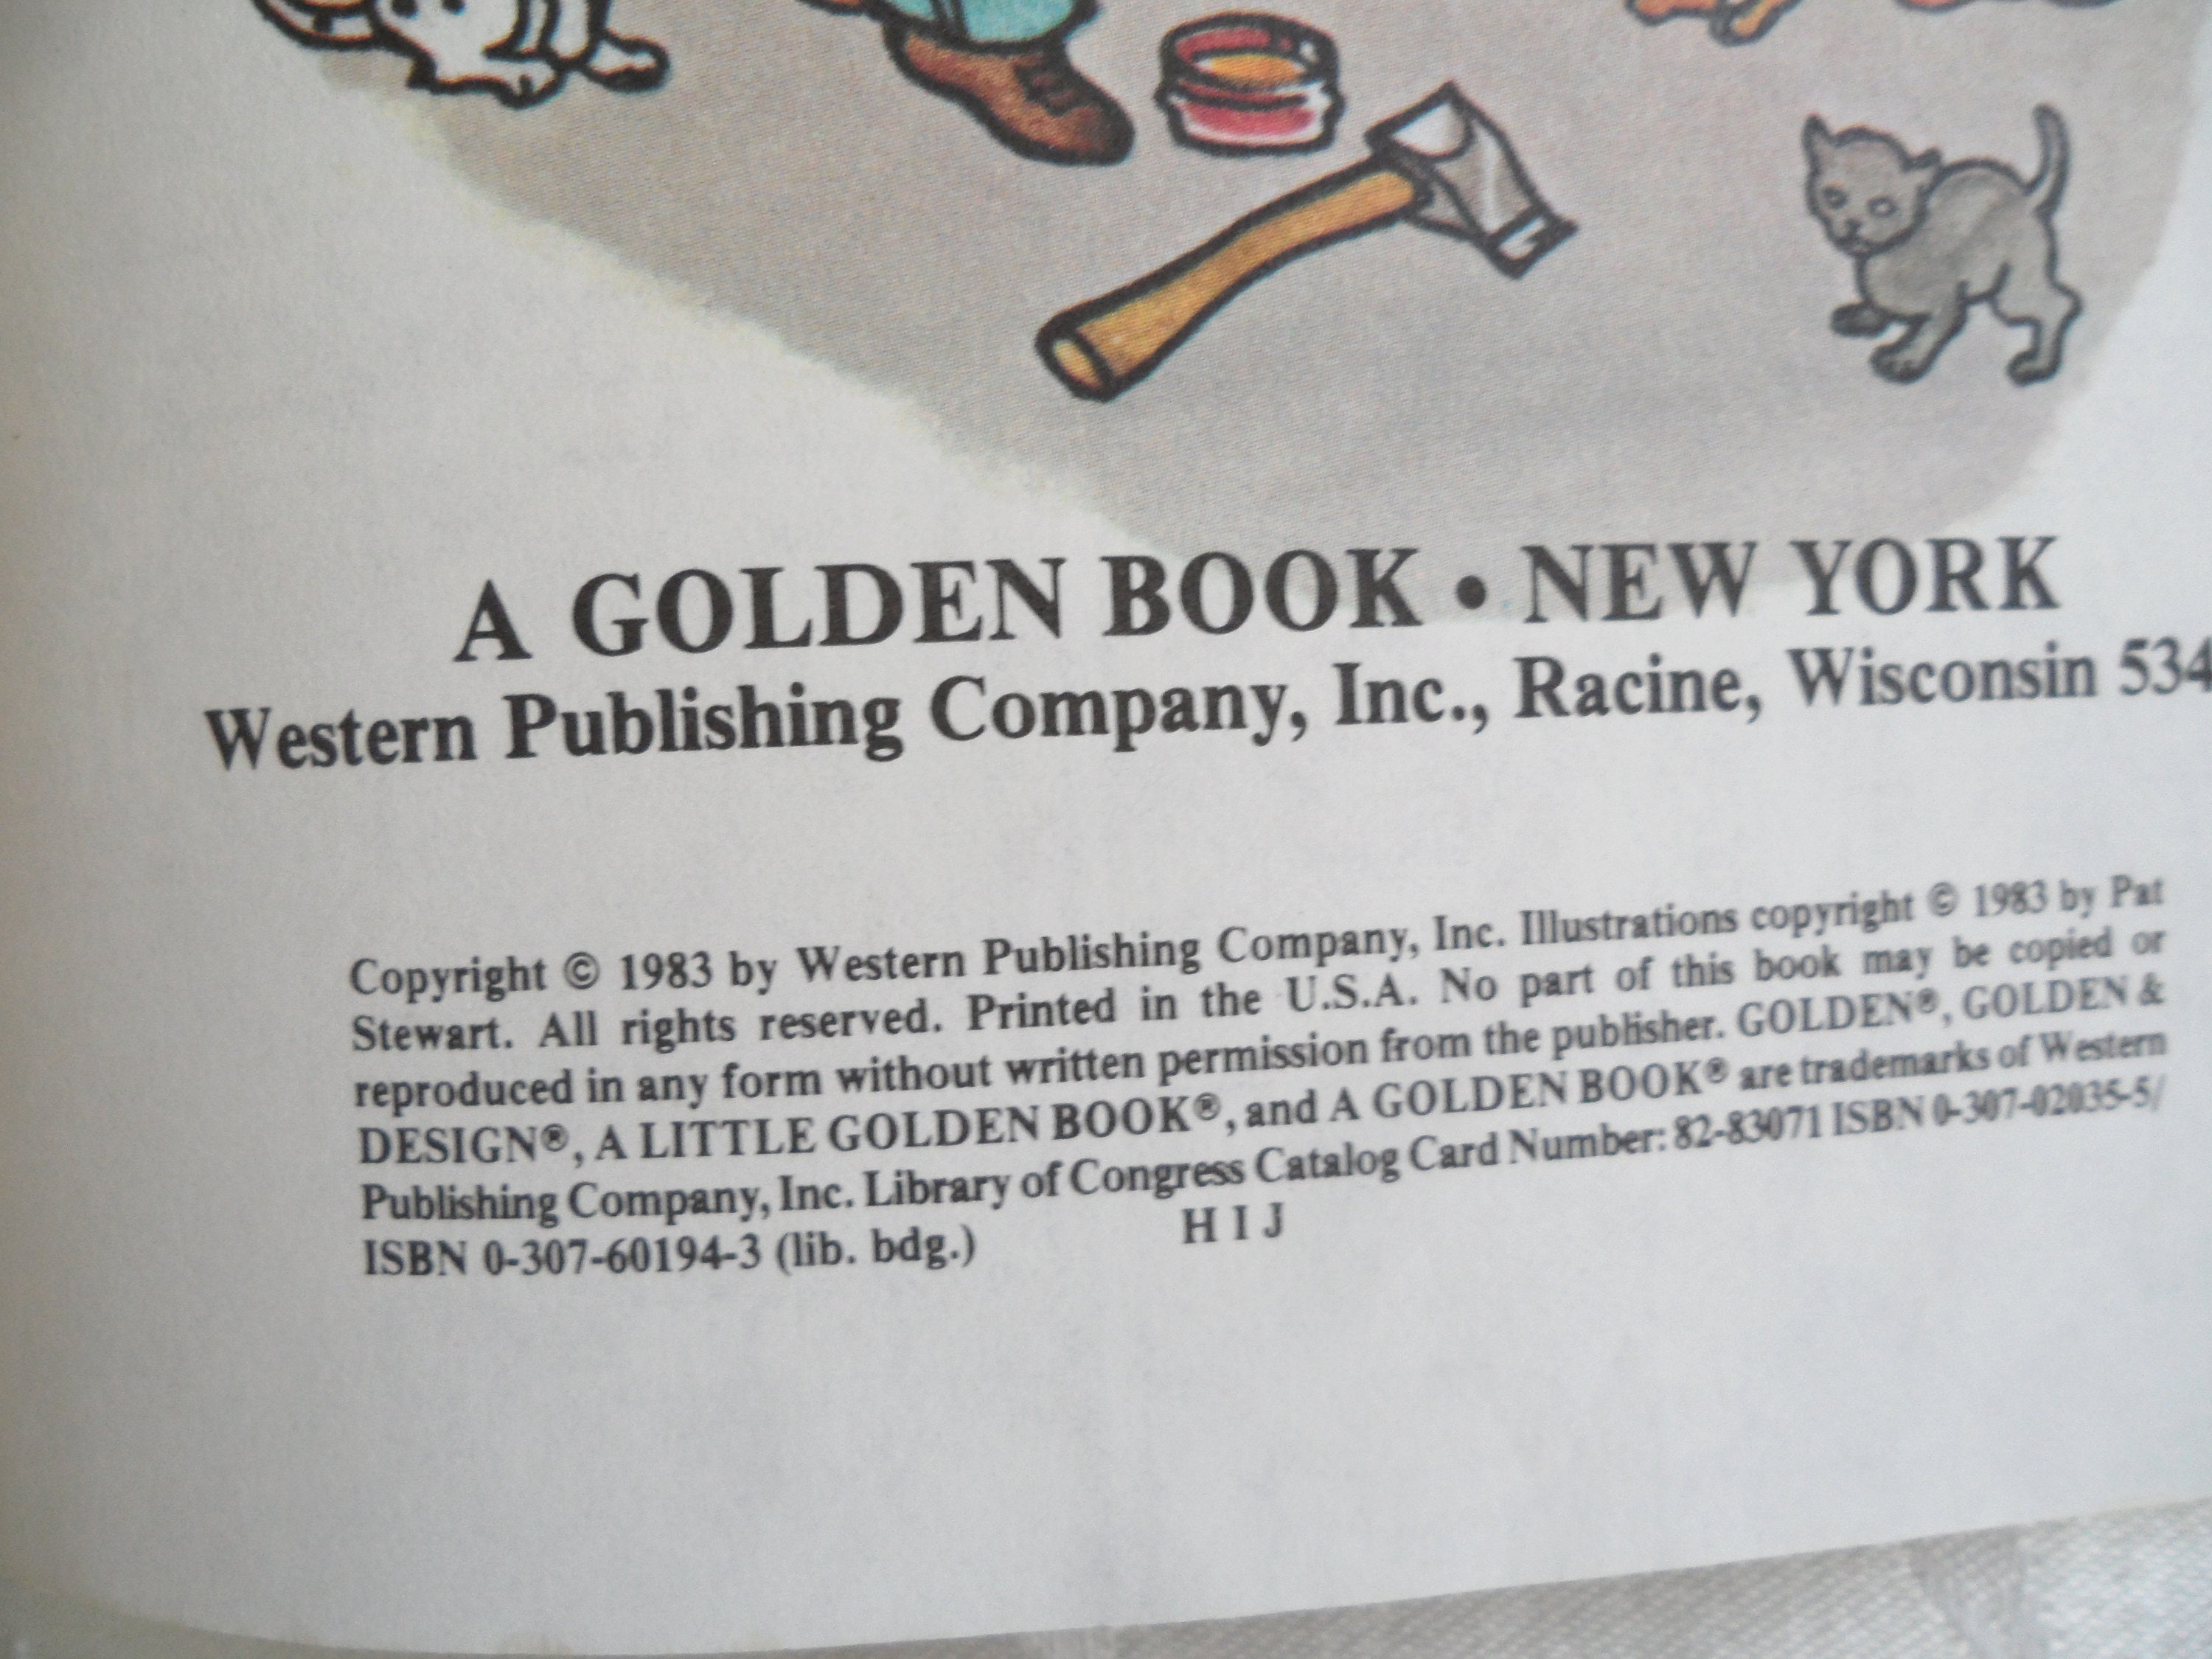 A GOLDEN BOOK • NEW YORK
Western Publishing Company, Inc., Racine, Wisconsin 534
Copyright © 1983 by Western Publishing Company, Inc. Illustrations copyright © 1983 by Pat
Stewart. All rights reserved. Printed in the U.S.A. No part of this book may be copied or
reproduced in any form without written permission from the publisher. GOLDEN®, GOLDEN &
DESIGN®, A LITTLE GOLDEN BOOK®, and A GOLDEN BOOK® are trademarks of Western
Publishing Company, Inc. Library of Congress Catalog Card Number: 82-83071 ISBN 0-307-02035-5/
ISBN 0-307-60194-3 (lib. bdg.) H I J